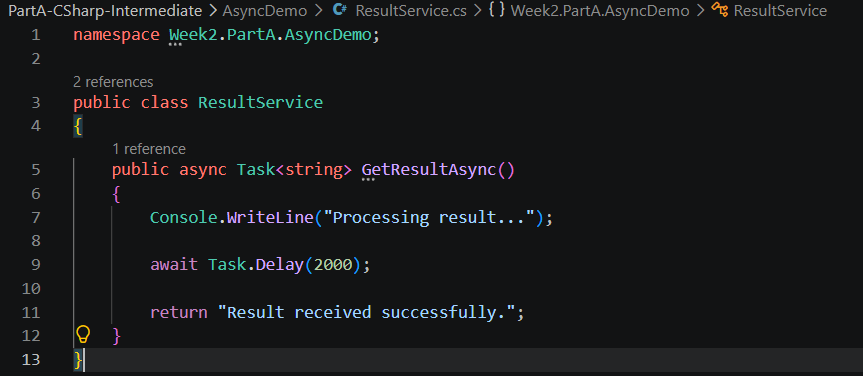 PartA-CSharp-Intermediate > AsyncDemo > C# ResultService.cs > {} Week2.PartA.AsyncDemo > ResultService
1 namespace Week2.PartA.AsyncDemo;
2
2 references
3 public class ResultService
4 {
1 reference
5 public async Task<string> GetResultAsync()
6 {
7 Console.WriteLine("Processing result...");
8
9 await Task.Delay(2000);
10
11 return "Result received successfully.";
12 }
13 }